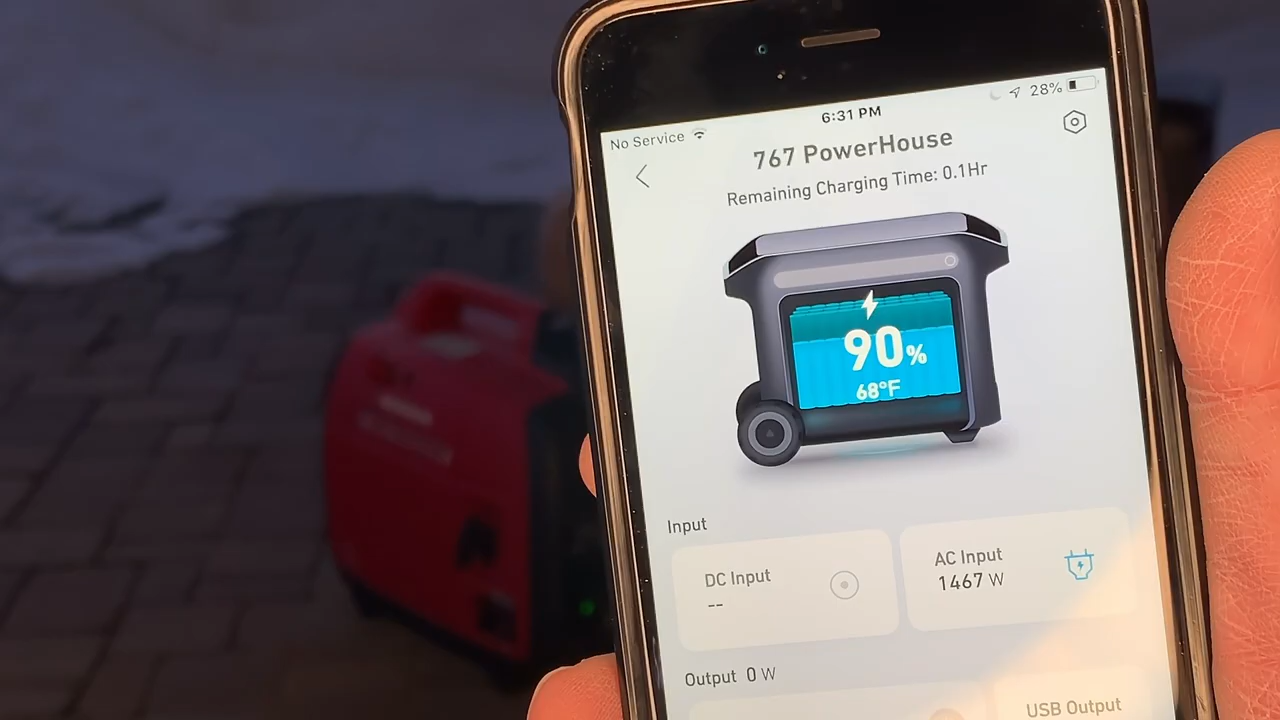 No Service
6:31 PM
28%
767 PowerHouse
Remaining Charging Time: 0.1Hr
90%
68°F
Input
DC Input
--
AC Input
1467 W
Output 0 W
USB Output